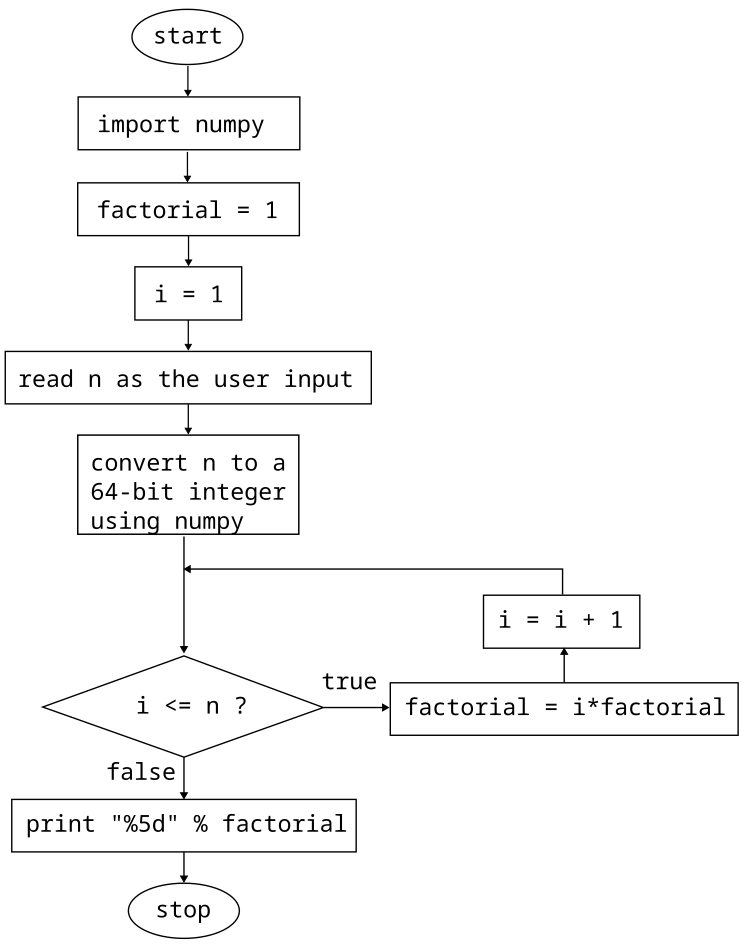 start
import numpy
factorial = 1
i = 1
read n as the user input
convert n to a
64-bit integer
using numpy
i = i + 1
true
i <= n ?
factorial = i*factorial
false
print "%5d" % factorial
stop